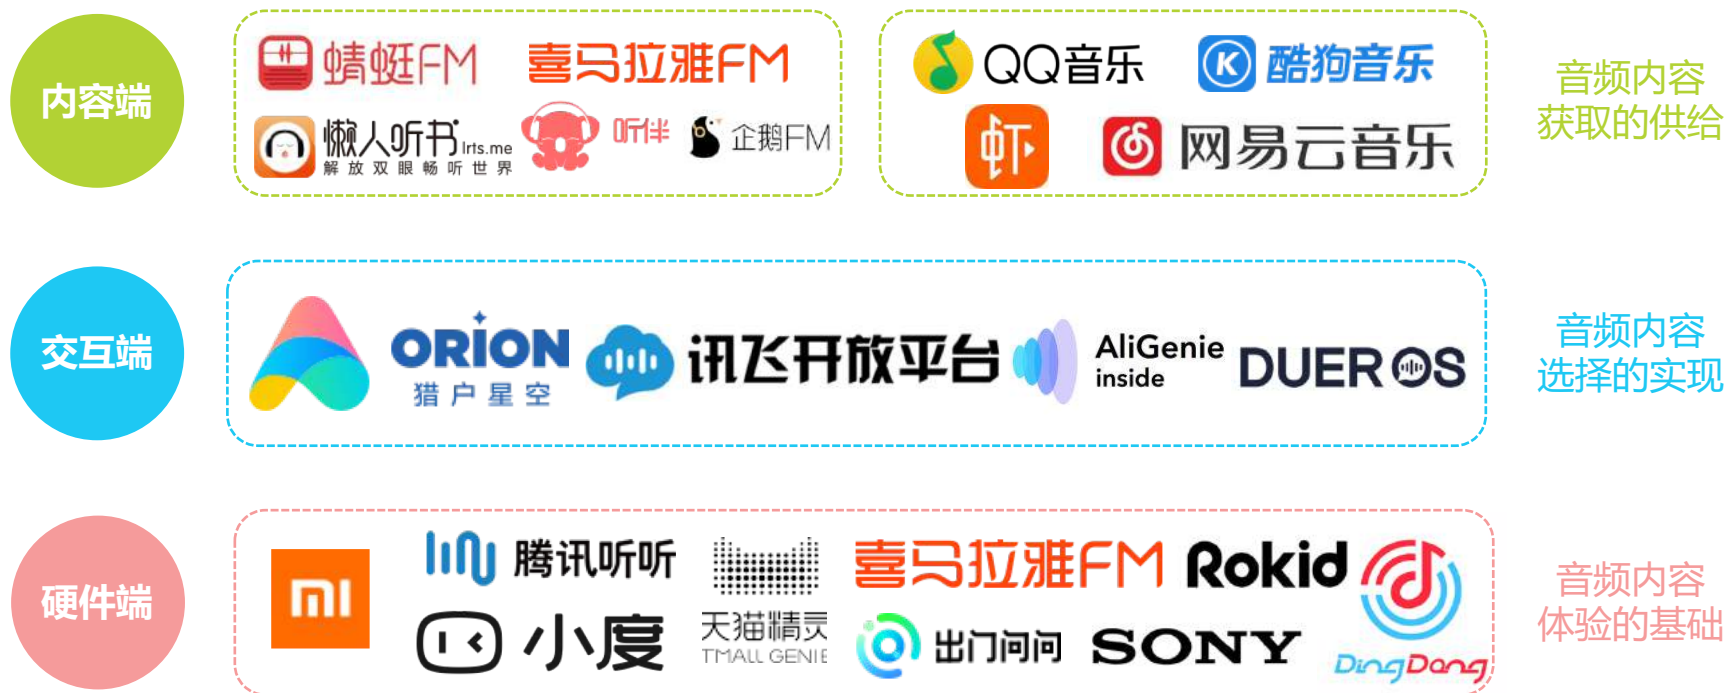 内容端
蜻蜓FM
喜马拉雅FM
懒人听书 lrts.me
解放双眼畅听世界
听伴
企鹅FM
QQ音乐
K 酷狗音乐
虾
网易云音乐
音频内容
获取的供给
交互端
ORION
猎户星空
讯飞开放平台
AliGenie
inside
DUER OS
音频内容
选择的实现
硬件端
mi
腾讯听听
小度
天猫精灵
TMALL GENIE
喜马拉雅FM
Rokid
出门问问
SONY
DingDong
音频内容
体验的基础